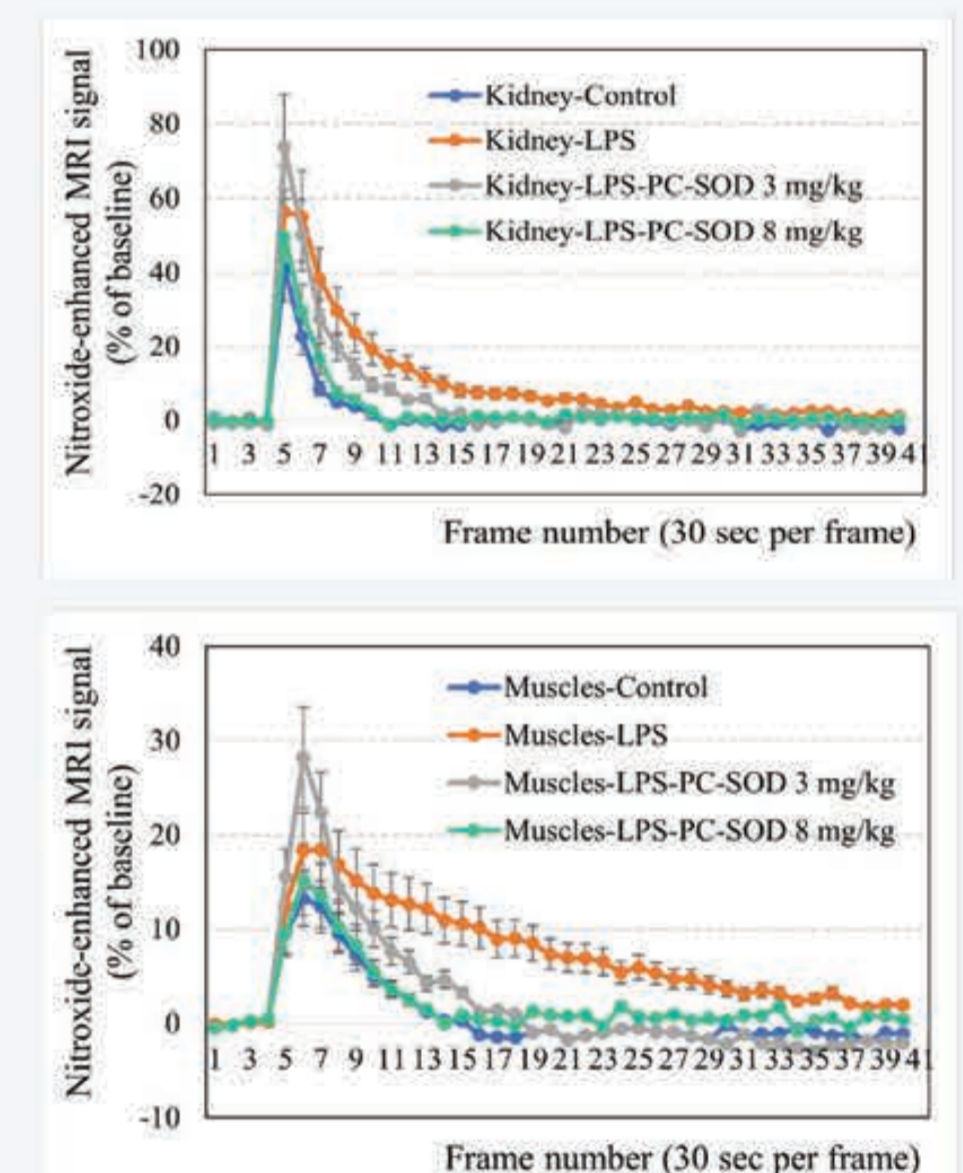 Nitroxide-enhanced MRI signal
(% of baseline)
100
80
60
40
20
0
-20
Kidney-Control
Kidney-LPS
Kidney-LPS-PC-SOD 3 mg/kg
Kidney-LPS-PC-SOD 8 mg/kg
1 3 5 7 9 11 13 15 17 19 21 23 25 27 29 31 33 35 37 39 41
Frame number (30 sec per frame)
Nitroxide-enhanced MRI signal
(% of baseline)
40
30
20
10
0
-10
Muscles-Control
Muscles-LPS
Muscles-LPS-PC-SOD 3 mg/kg
Muscles-LPS-PC-SOD 8 mg/kg
1 3 5 7 9 11 13 15 17 19 21 23 25 27 29 31 33 35 37 39 41
Frame number (30 sec per frame)